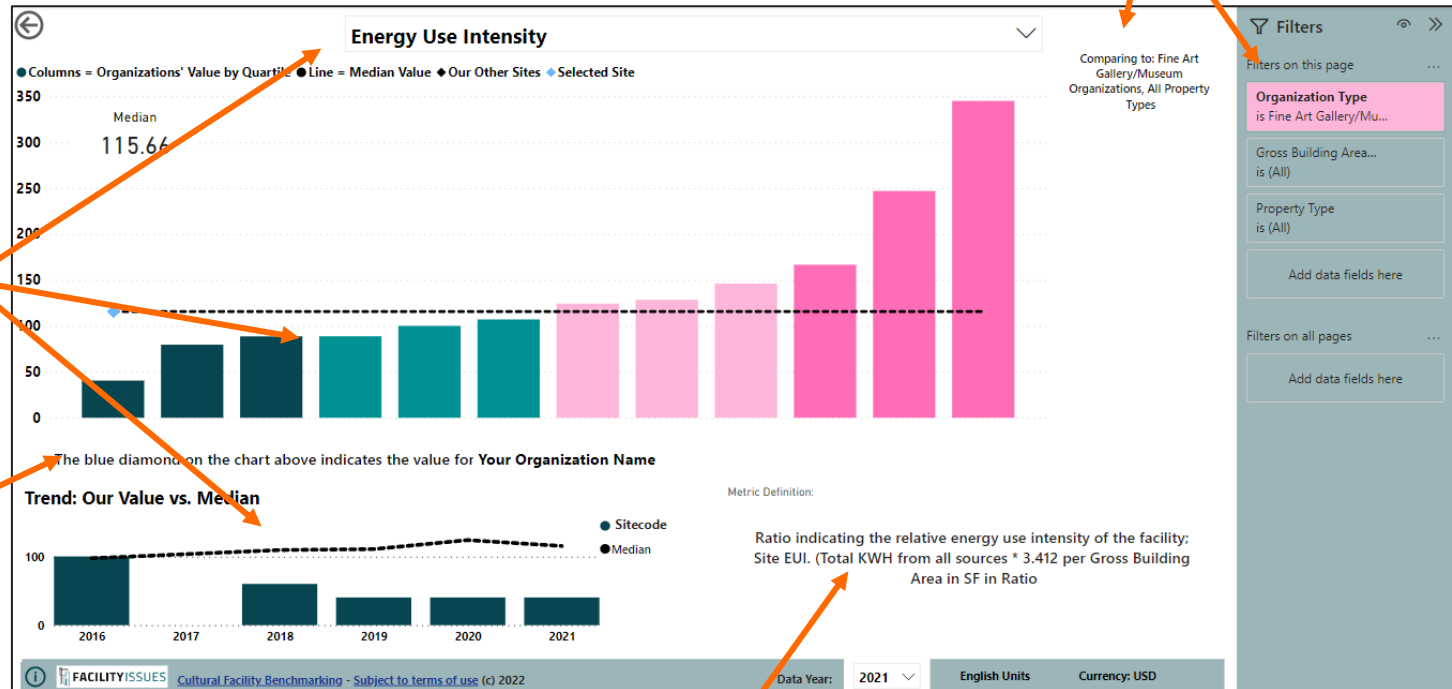 Energy Use Intensity
Columns = Organizations' Value by Quartile Line = Median Value Our Other Sites Selected Site
Comparing to: Fine Art
Gallery/Museum
Organizations, All Property
Types
350
300
250
200
150
100
50
0
Median
115.66
The blue diamond on the chart above indicates the value for Your Organization Name
Trend: Our Value vs. Median
Sitecode
Median
100
0
2016 2017 2018 2019 2020 2021
Metric Definition:
Ratio indicating the relative energy use intensity of the facility;
Site EUI. (Total KWH from all sources * 3.412 per Gross Building
Area in SF in Ratio
FACILITYISSUES Cultural Facility Benchmarking - Subject to terms of use (c) 2022
Data Year: 2021
English Units Currency: USD
Filters
Filters on this page ...
Organization Type
is Fine Art Gallery/Mu...
Gross Building Area...
is (All)
Property Type
is (All)
Add data fields here
Filters on all pages ...
Add data fields here